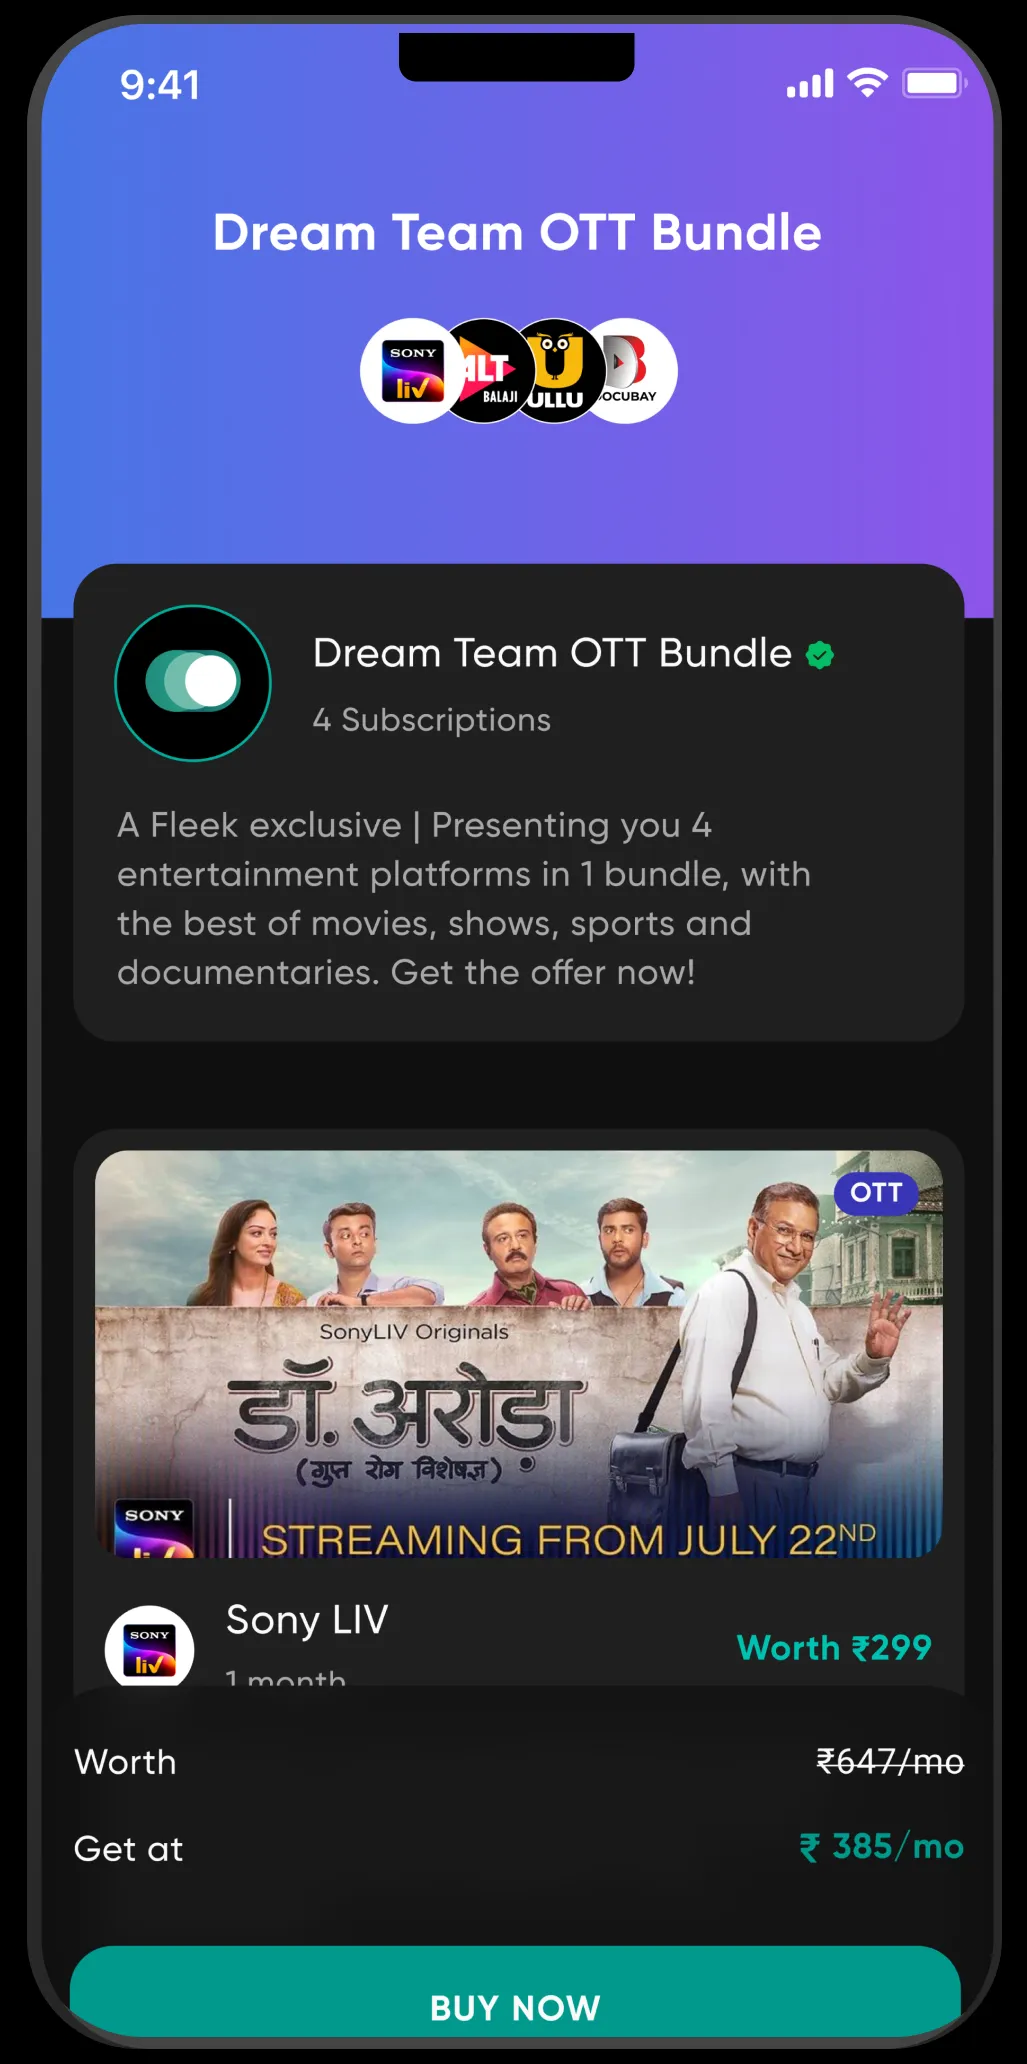 9:41
Dream Team OTT Bundle
SONY
liv
ALT
BALAJI
ULLU
OCUBAY
Dream Team OTT Bundle
4 Subscriptions
A Fleek exclusive | Presenting you 4
entertainment platforms in 1 bundle, with
the best of movies, shows, sports and
documentaries. Get the offer now!
OTT
SonyLIV Originals
डॉ. अरोड़ा
(गुप्त रोग विशेषज्ञ)
SONY
liv
STREAMING FROM JULY 22ND
SONY
liv
Sony LIV
1 month
Worth ₹299
Worth
₹647/mo
Get at
₹ 385/mo
BUY NOW